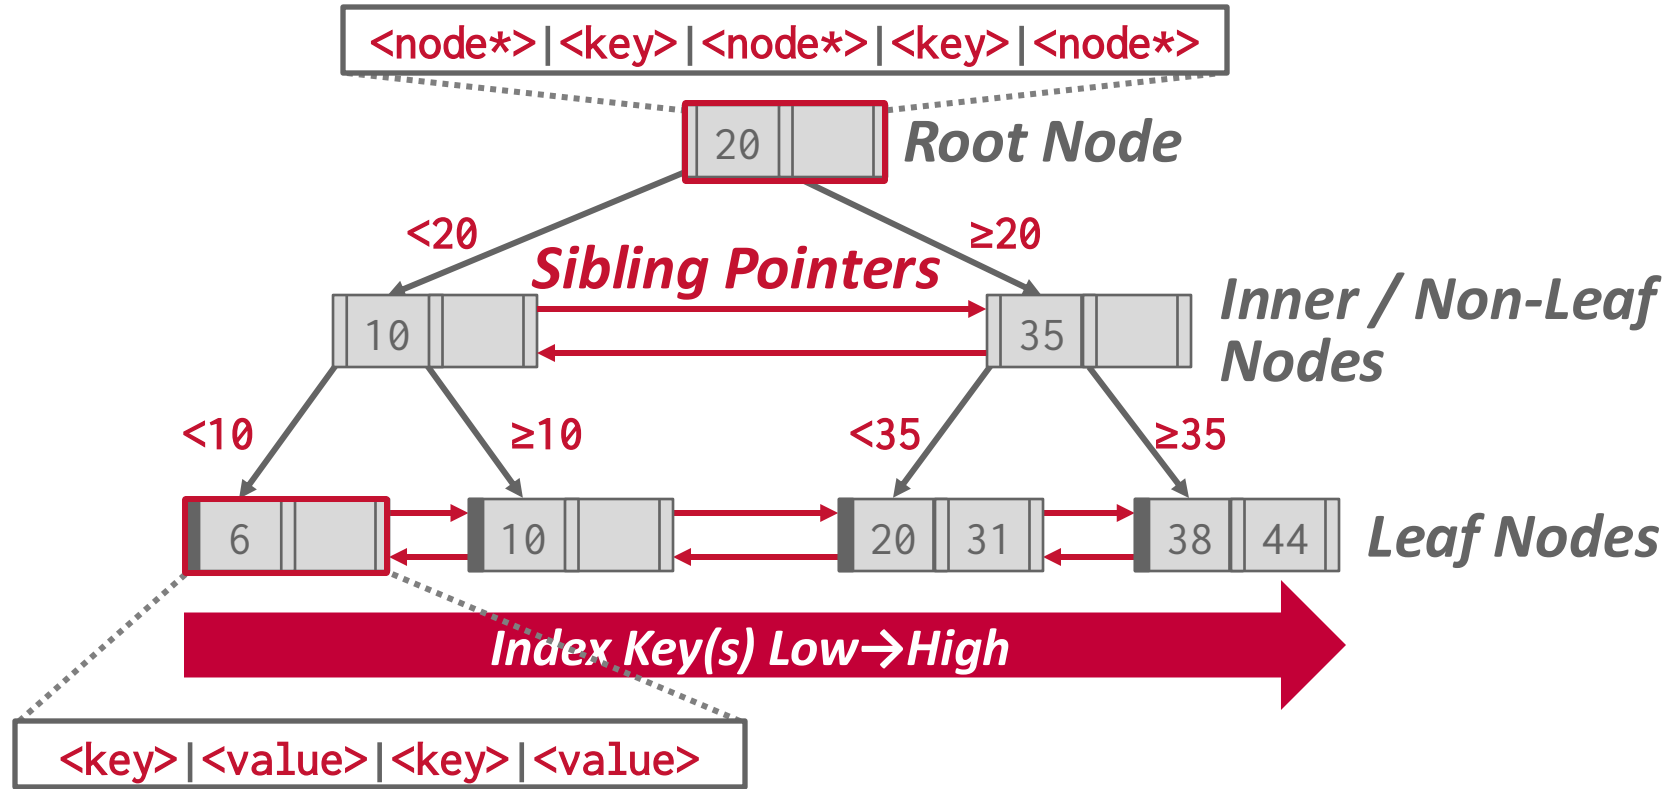 <node*>|<key>|<node*>|<key>|<node*>
20
Root Node
<20
≥20
Sibling Pointers
10
35
Inner / Non-Leaf
Nodes
<10
≥10
<35
≥35
6
10
20 31
38 44
Leaf Nodes
Index Key(s) Low→High
<key>|<value>|<key>|<value>